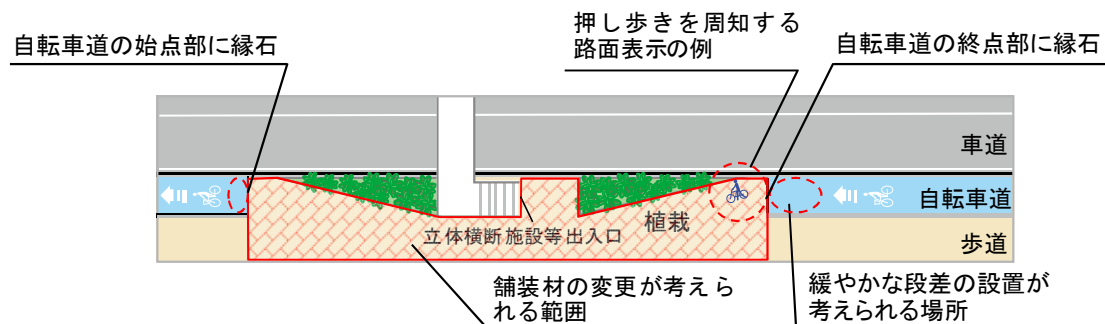 押し歩きを周知する
路面表示の例
自転車道の始点部に縁石
自転車道の終点部に縁石
車道
自転車道
植栽
立体横断施設等出入口
歩道
舗装材の変更が考えら
れる範囲
緩やかな段差の設置が
考えられる場所